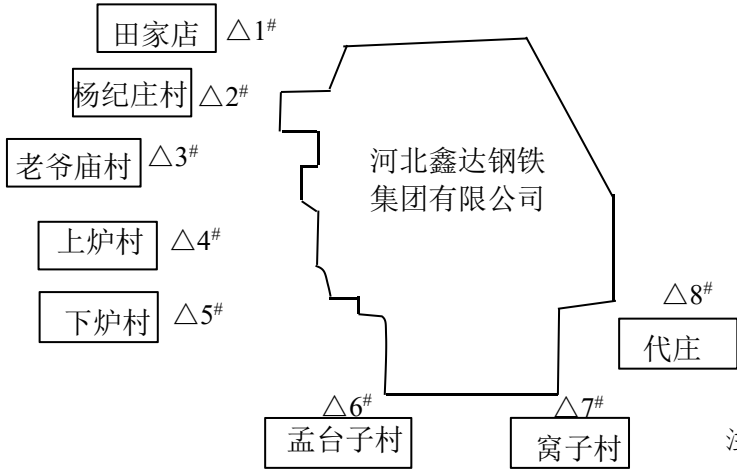 田家店 △1#
杨纪庄村 △2#
老爷庙村 △3#
河北鑫达钢铁
集团有限公司
上炉村 △4#
下炉村 △5#
△8#
代庄
△6#
孟台子村
△7#
窝子村